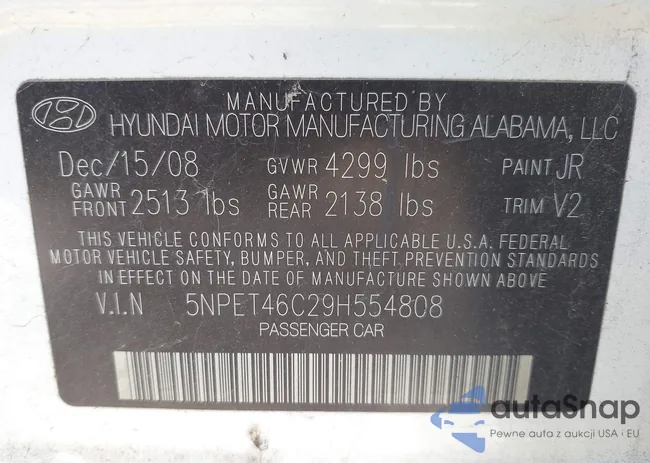 MANUFACTURED BY
HYUNDAI MOTOR MANUFACTURING ALABAMA, LLC
Dec/15/08 GVWR 4299 lbs PAINT JR
GAWR FRONT 2513 lbs GAWR REAR 2138 lbs TRIM V2
THIS VEHICLE CONFORMS TO ALL APPLICABLE U.S.A. FEDERAL
MOTOR VEHICLE SAFETY, BUMPER, AND THEFT PREVENTION STANDARDS
IN EFFECT ON THE DATE OF MANUFACTURE SHOWN ABOVE
V.I.N 5NPET46C29H554808
PASSENGER CAR
autaSnap
Pewne auta z aukcji USA i EU